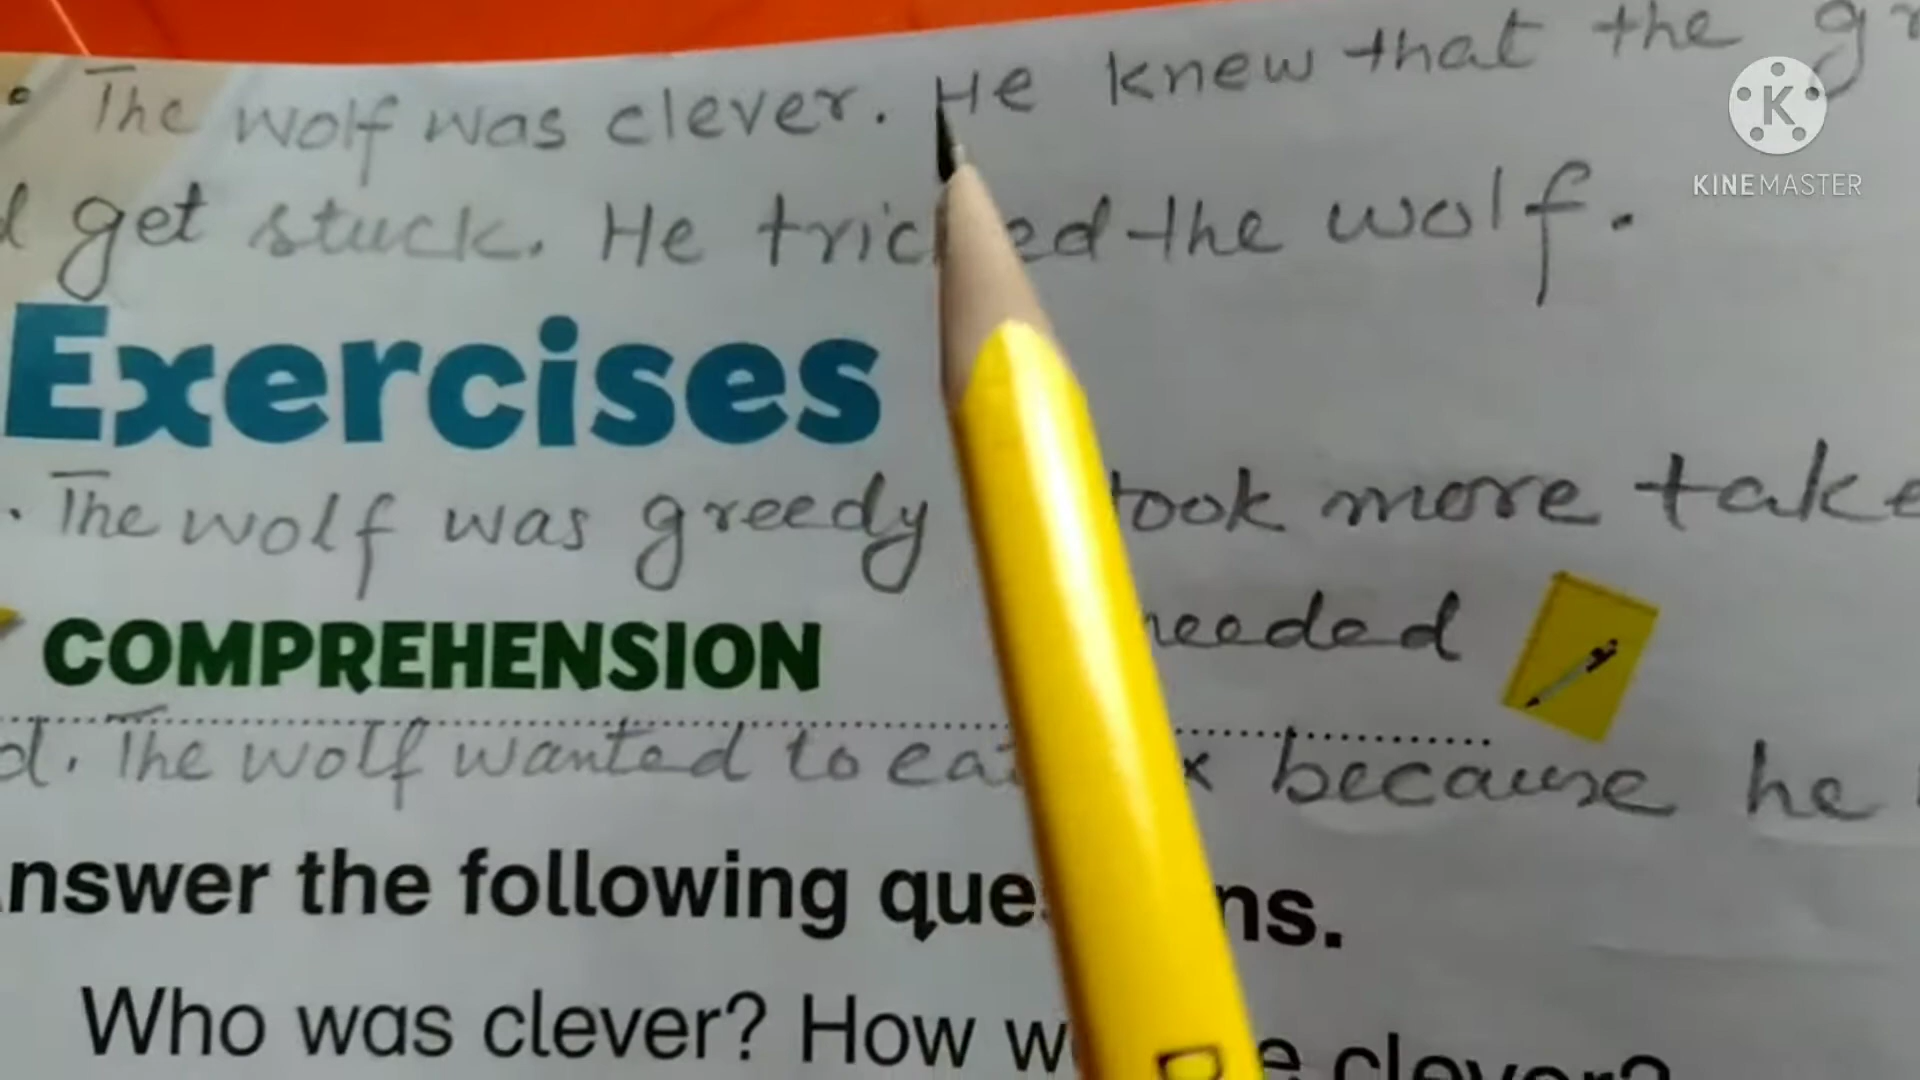 The wolf was clever. He knew that the
get stuck. He tricked the wolf.
Exercises
The wolf was greedy took more take
COMPREHENSION needed
d. The wolf wanted to eat because he
nswer the following ns.
Who was clever? How clever?
K
KINEMASTER